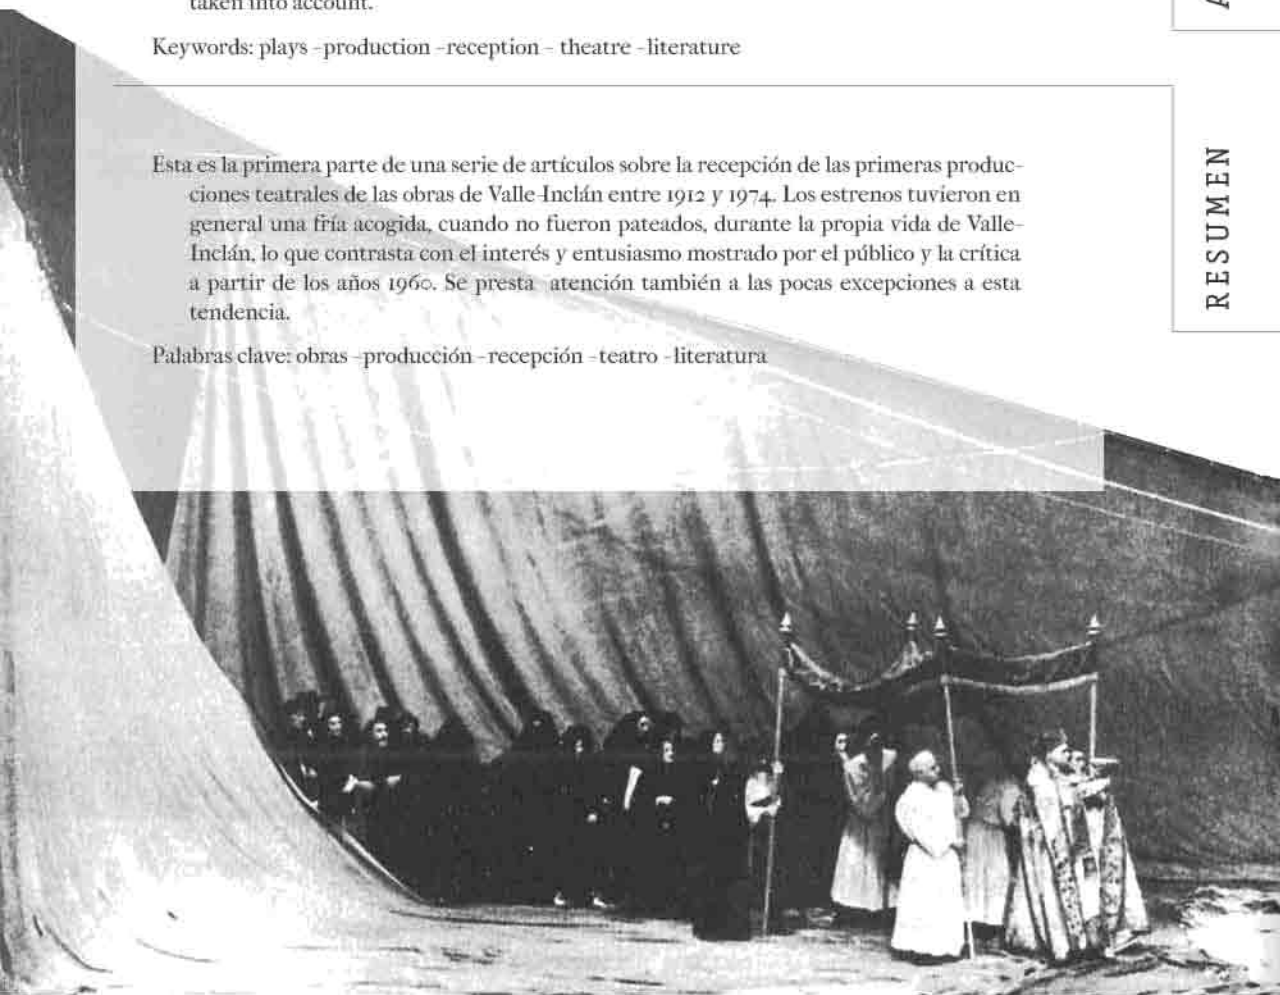 taken into account.
Keywords: plays – production – reception – theatre – literature
RESUMEN
Esta es la primera parte de una serie de artículos sobre la recepción de las primeras produc-
ciones teatrales de las obras de Valle-Inclán entre 1912 y 1974. Los estrenos tuvieron en
general una fría acogida, cuando no fueron pateados, durante la propia vida de Valle-
Inclán, lo que contrasta con el interés y entusiasmo mostrado por el público y la crítica
a partir de los años 1960. Se presta atención también a las pocas excepciones a esta
tendencia.
Palabras clave: obras – producción – recepción – teatro – literatura